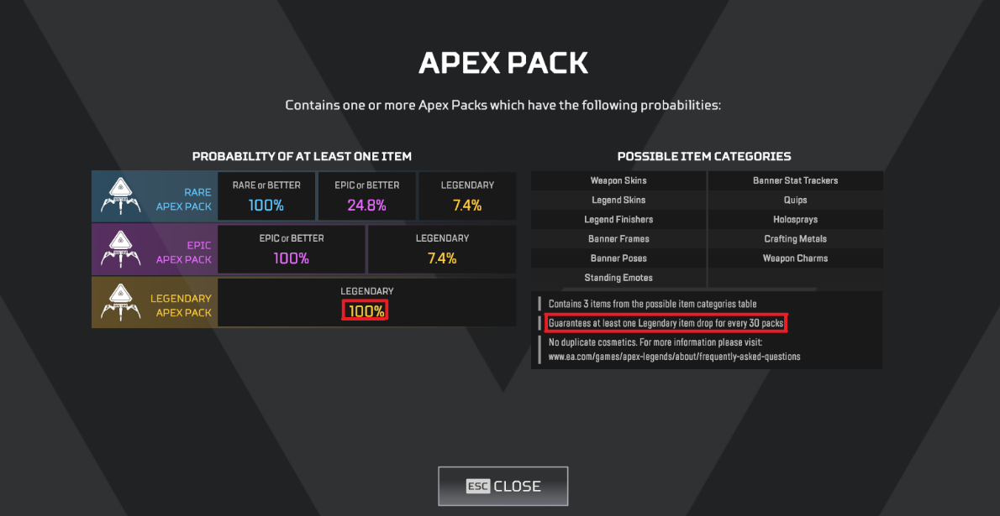 APEX PACK
Contains one or more Apex Packs which have the following probabilities:
PROBABILITY OF AT LEAST ONE ITEM
RARE
APEX PACK
RARE or BETTER
100%
EPIC or BETTER
24.8%
LEGENDARY
7.4%
EPIC
APEX PACK
EPIC or BETTER
100%
LEGENDARY
7.4%
LEGENDARY
APEX PACK
LEGENDARY
100%
POSSIBLE ITEM CATEGORIES
Weapon Skins
Banner Stat Trackers
Legend Skins
Quips
Legend Finishers
Holosprays
Banner Frames
Crafting Metals
Banner Poses
Weapon Charms
Standing Emotes
Contains 3 items from the possible item categories table
Guarantees at least one Legendary item drop for every 30 packs
No duplicate cosmetics. For more information please visit:
www.ea.com/games/apex-legends/about/frequently-asked-questions
ESC CLOSE